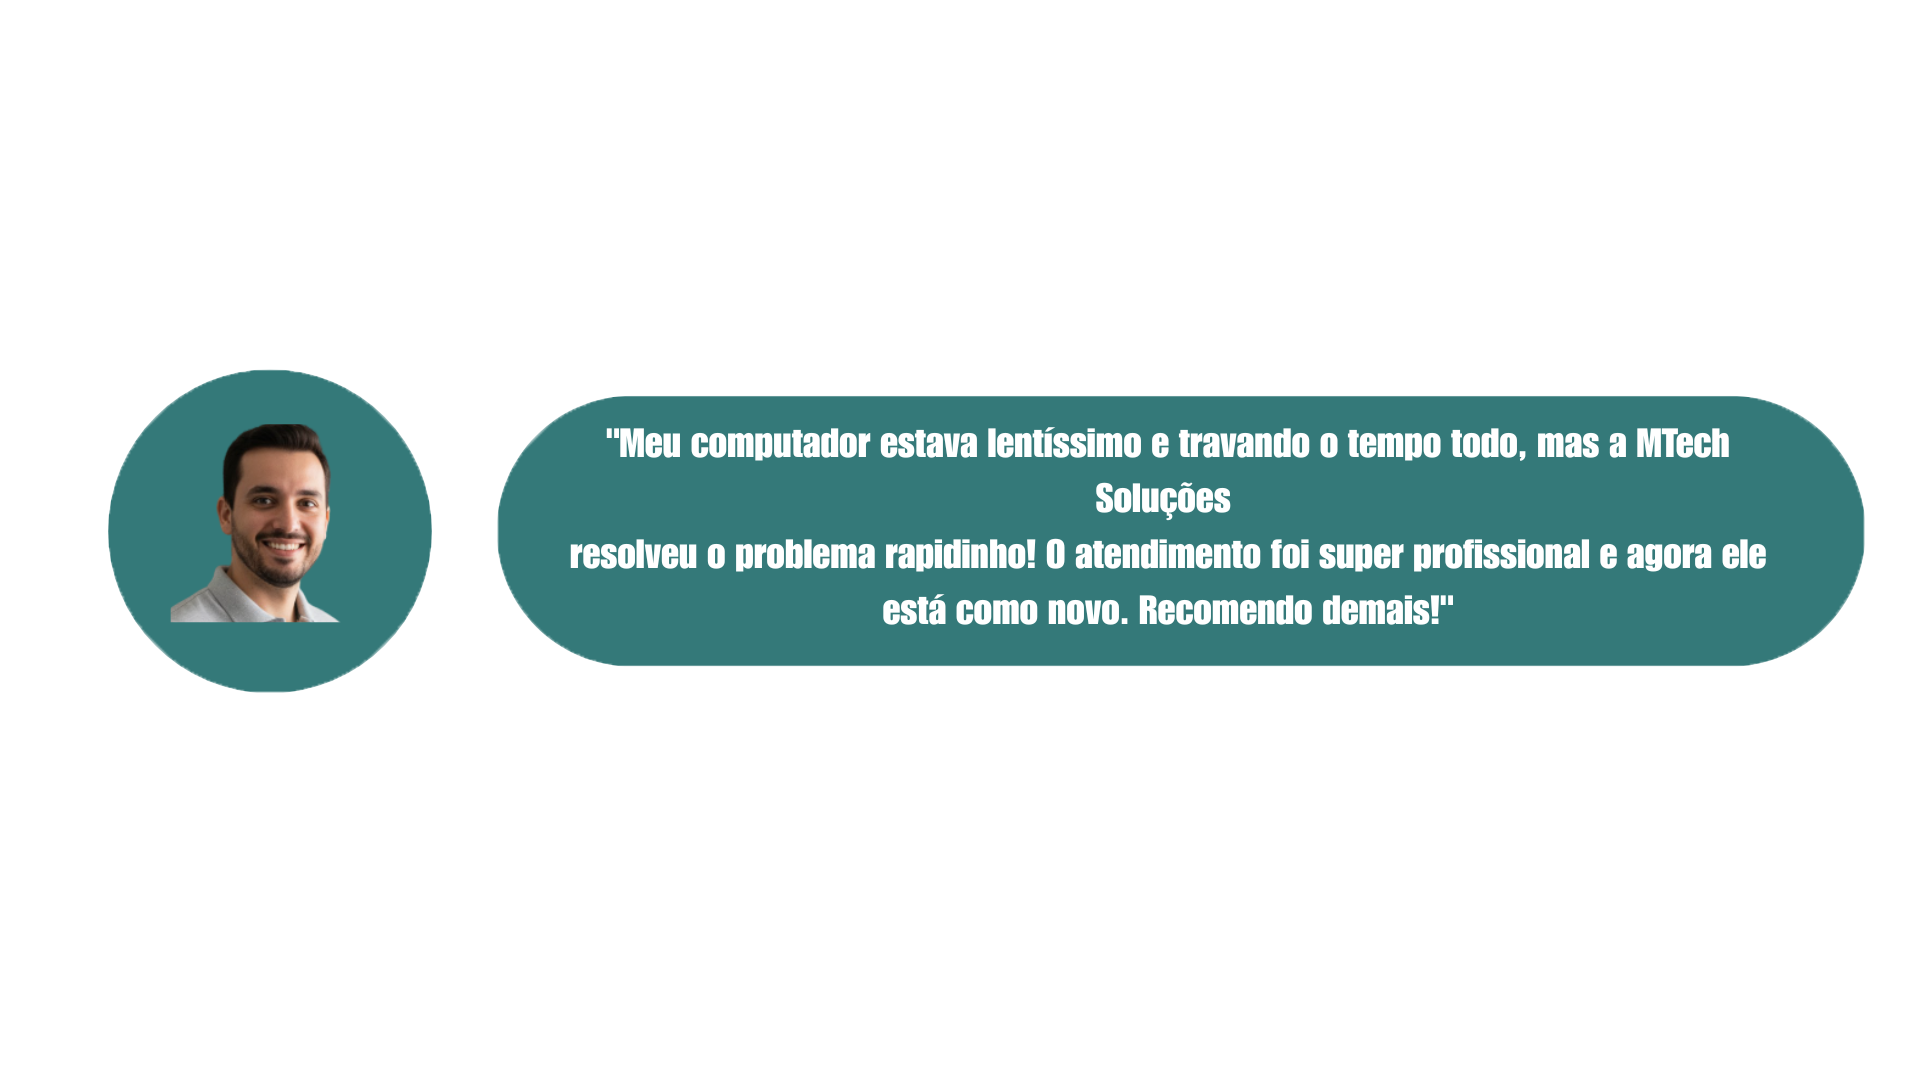 "Meu computador estava lentíssimo e travando o tempo todo, mas a MTech
Soluções
resolveu o problema rapidinho! O atendimento foi super profissional e agora ele
está como novo. Recomendo demais!"